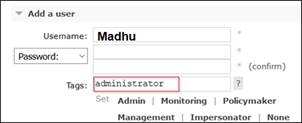 Add a user
Username: Madhu *
Password: *
* (confirm)
Tags: administrator ?
Set Admin | Monitoring | Policymaker
Management | Impersonator | None